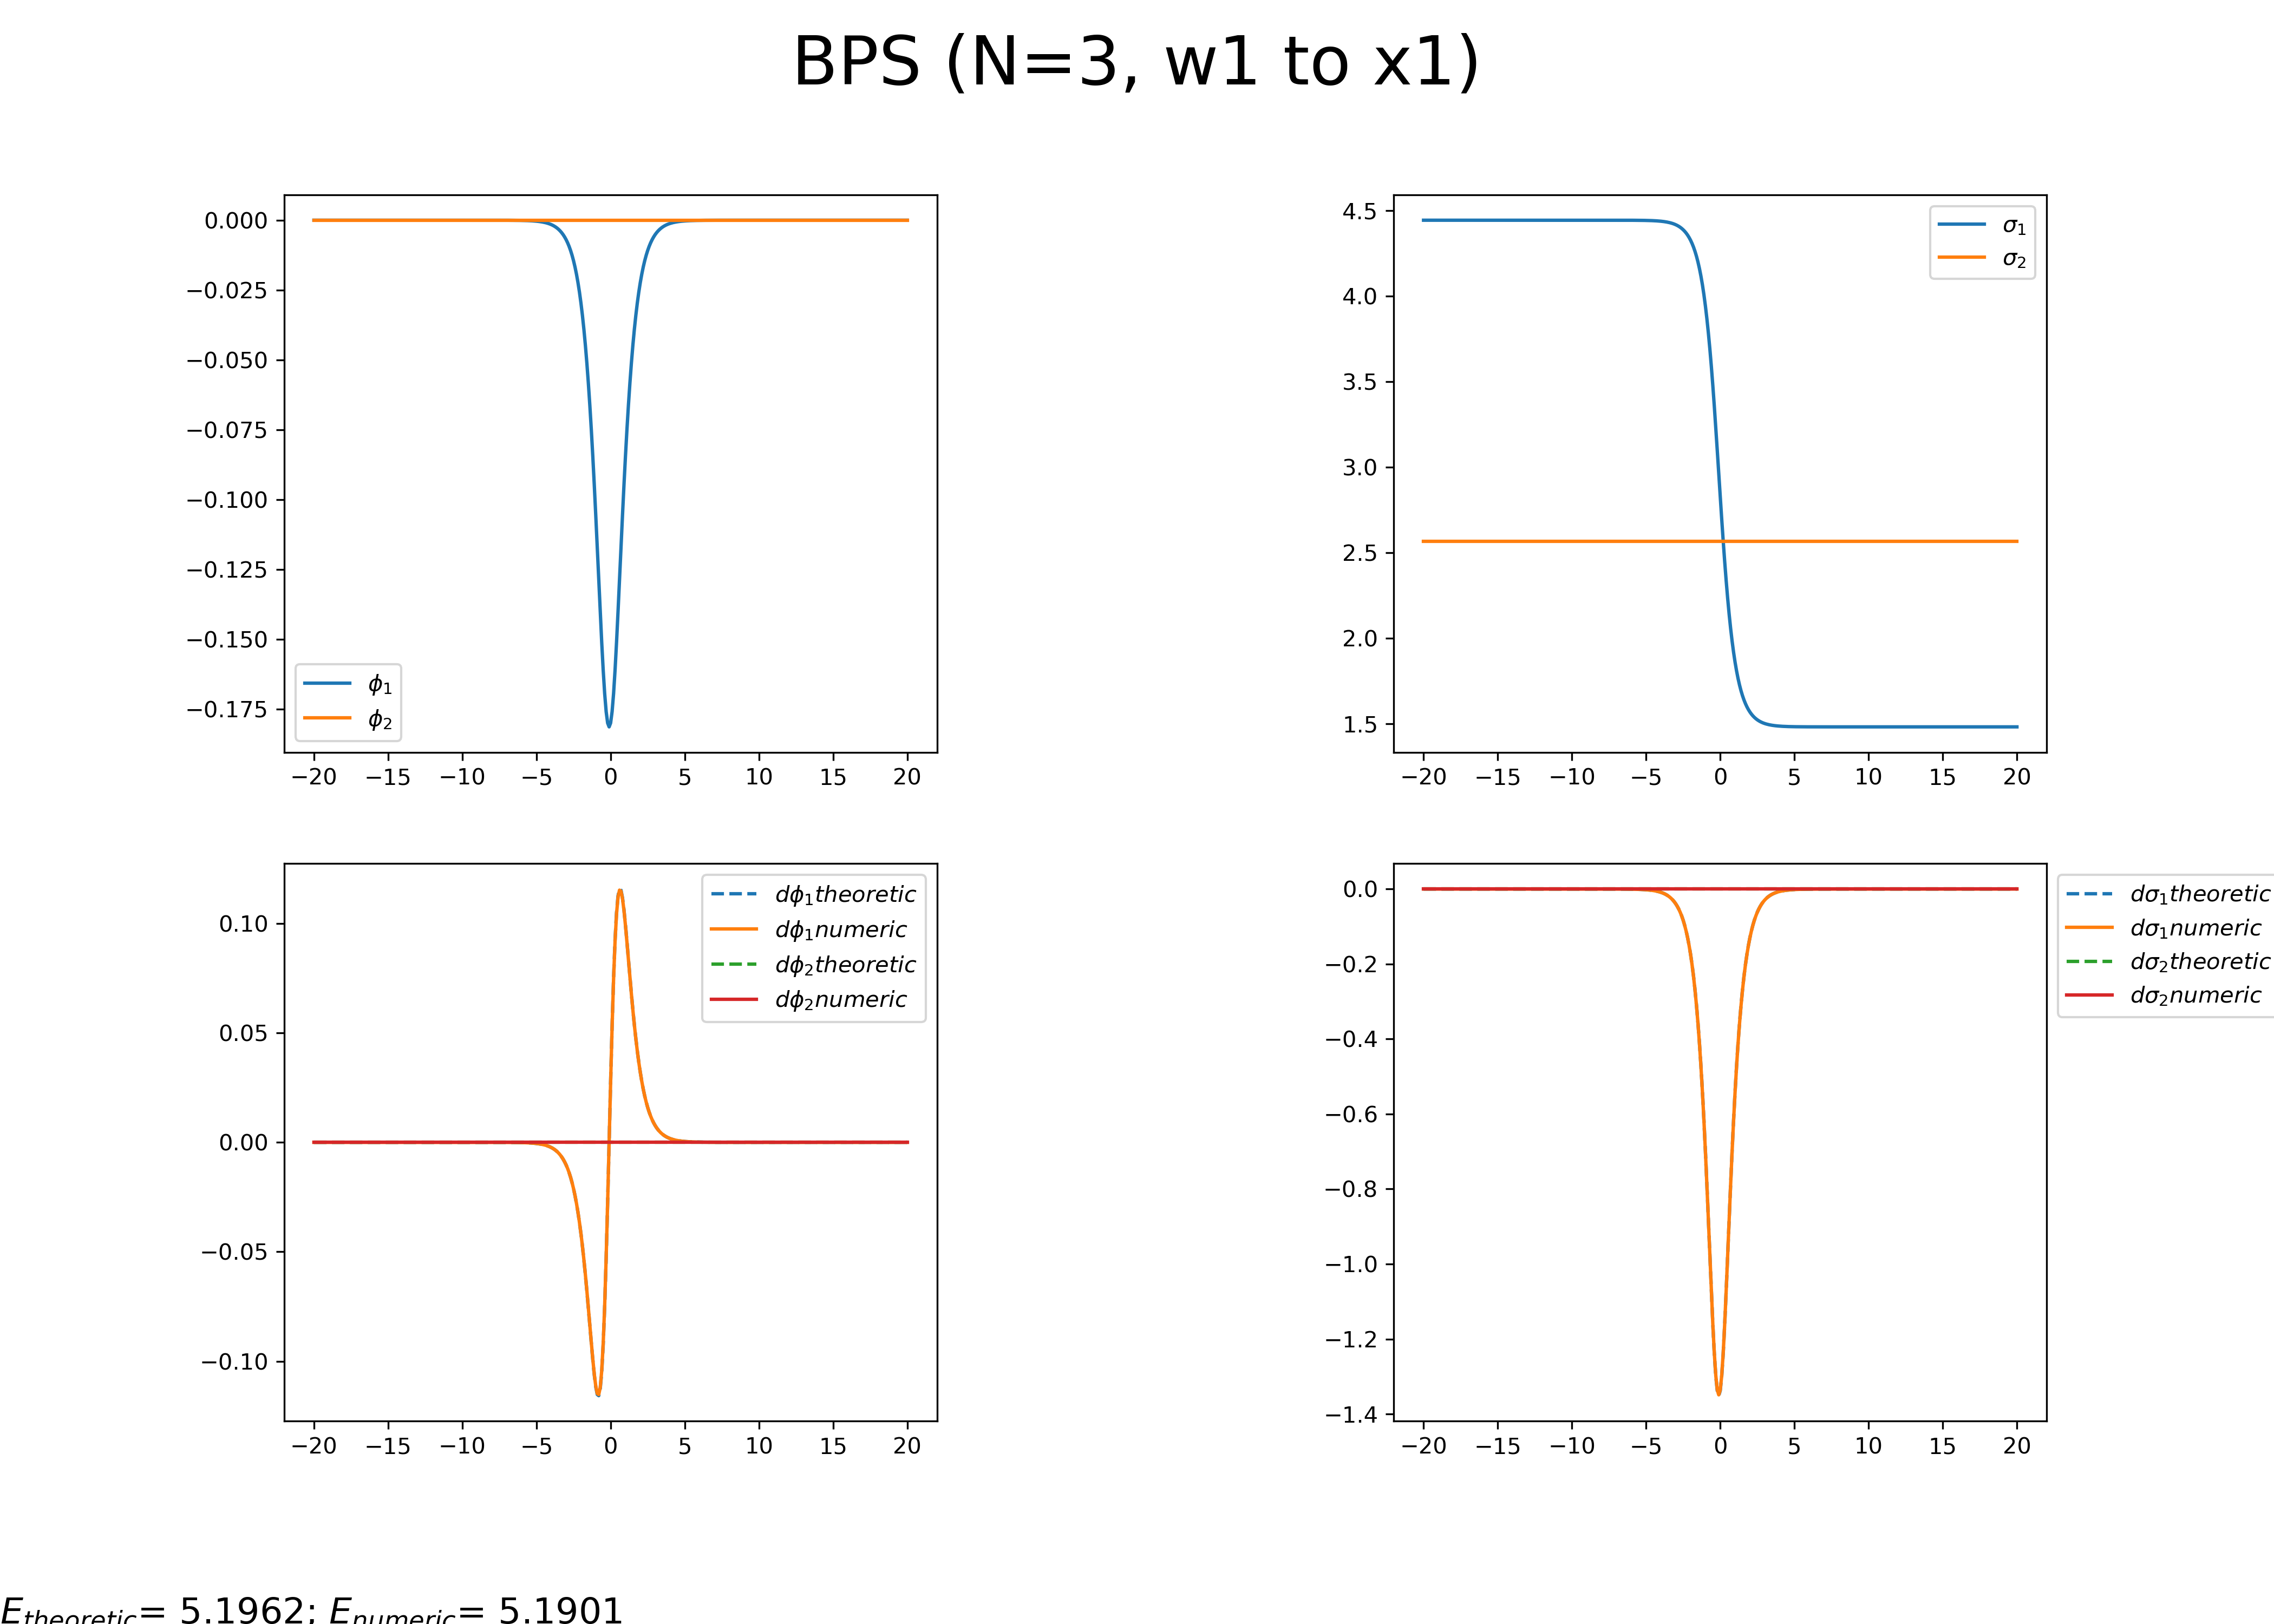 BPS (N=3, w1 to x1)
0.000
−0.025
−0.050
−0.075
−0.100
−0.125
−0.150
−0.175
ϕ₁
ϕ₂
−20 −15 −10 −5 0 5 10 15 20
4.5
4.0
3.5
3.0
2.5
2.0
1.5
σ₁
σ₂
−20 −15 −10 −5 0 5 10 15 20
0.10
0.05
0.00
−0.05
−0.10
dϕ₁theoretic
dϕ₁numeric
dϕ₂theoretic
dϕ₂numeric
−20 −15 −10 −5 0 5 10 15 20
0.0
−0.2
−0.4
−0.6
−0.8
−1.0
−1.2
−1.4
dσ₁theoretic
dσ₁numeric
dσ₂theoretic
dσ₂numeric
−20 −15 −10 −5 0 5 10 15 20
E_theoretic= 5.1962; E_numeric= 5.1901